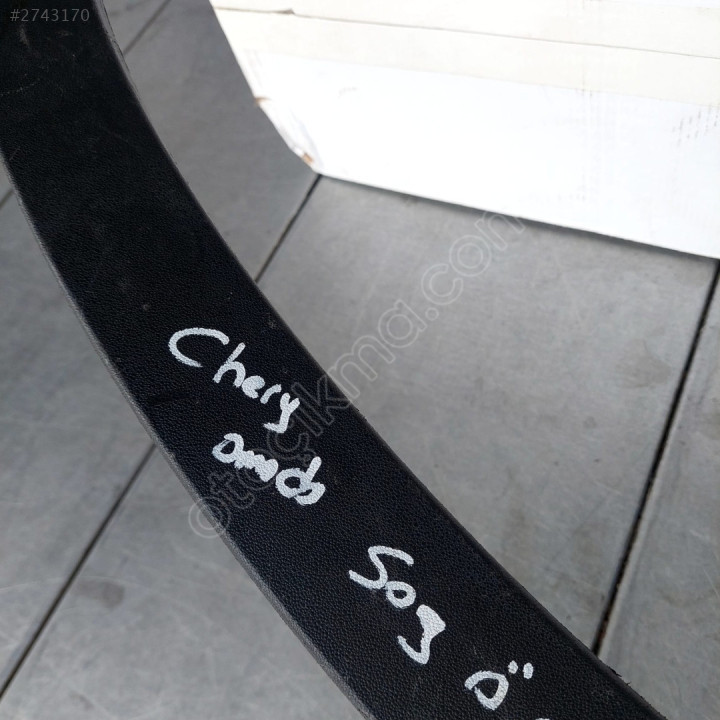 #2743170
otocikma.com
Chery
Sağ Ö